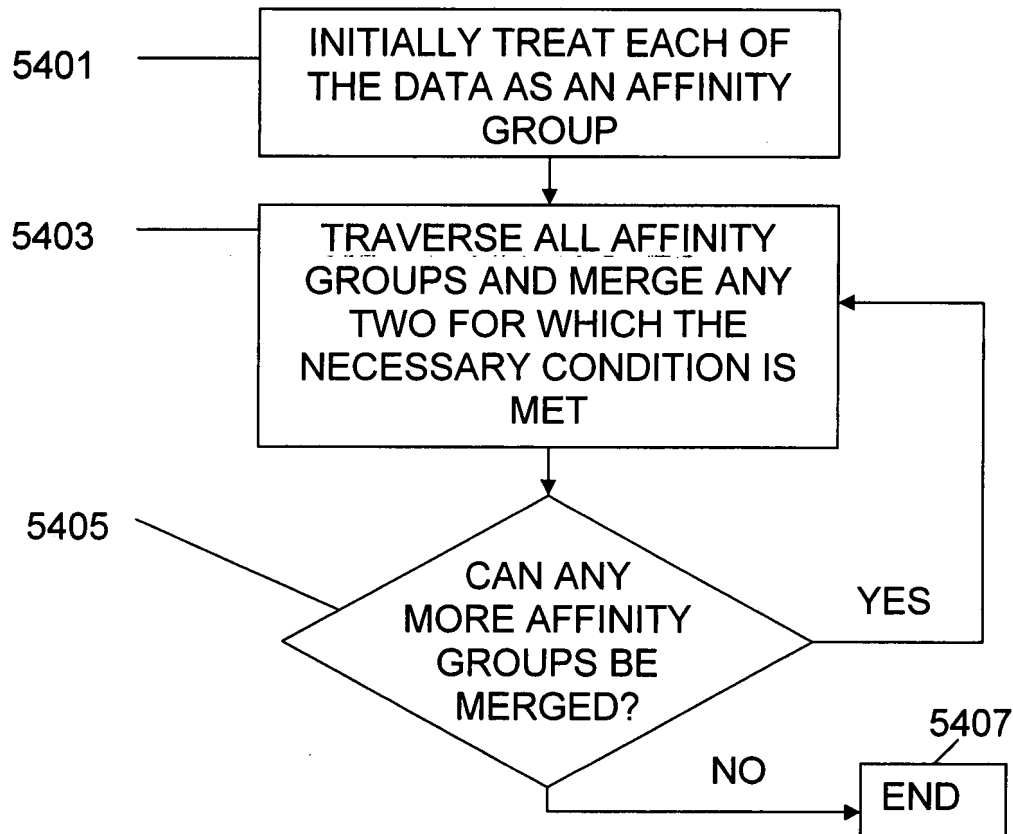 5401
INITIALLY TREAT EACH OF
THE DATA AS AN AFFINITY
GROUP
5403
TRAVERSE ALL AFFINITY
GROUPS AND MERGE ANY
TWO FOR WHICH THE
NECESSARY CONDITION IS
MET
5405
CAN ANY
MORE AFFINITY
GROUPS BE
MERGED?
YES
NO
5407
END